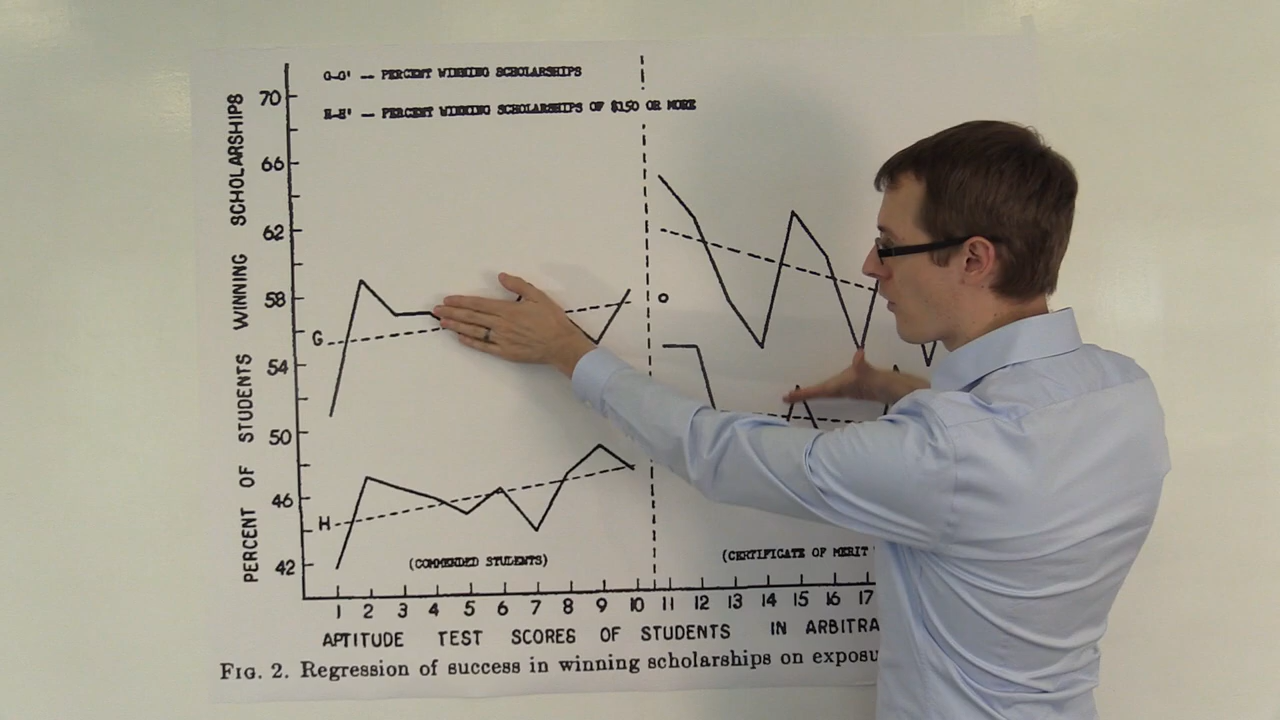 G-G' — PERCENT WINNING SCHOLARSHIPS
H-H' — PERCENT WINNING SCHOLARSHIPS OF $150 OR MORE
PERCENT OF STUDENTS WINNING SCHOLARSHIPS
70
66
62
58
54
50
46
42
G
H
(COMMENDED STUDENTS)
(CERTIFICATE OF MERIT
1 2 3 4 5 6 7 8 9 10 11 12 13 14 15 16 17
APTITUDE TEST SCORES OF STUDENTS IN ARBITRA
FIG. 2. Regression of success in winning scholarships on exposu